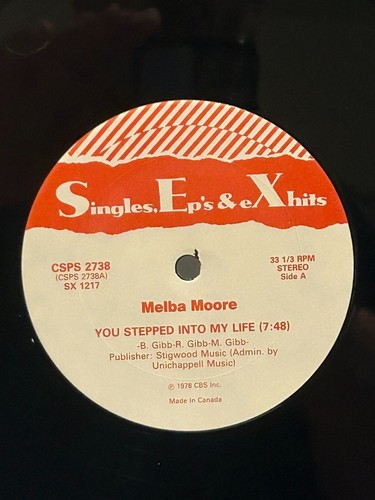 Singles, Ep's & eXhits
CSPS 2738
(CSPS 2738A)
SX 1217
33 1/3 RPM
STEREO
Side A
Melba Moore
YOU STEPPED INTO MY LIFE (7:48)
-B. Gibb-R. Gibb-M. Gibb-
Publisher: Stigwood Music (Admin. by
Unichappell Music)
℗ 1978 CBS Inc.
Made in Canada